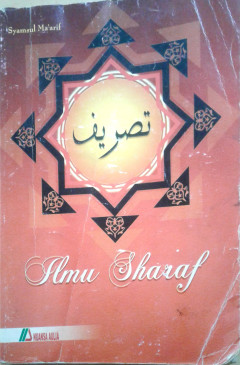 Syamsul Ma'arif
تصريف
Ilmu Sharaf
NUANSA AULIA